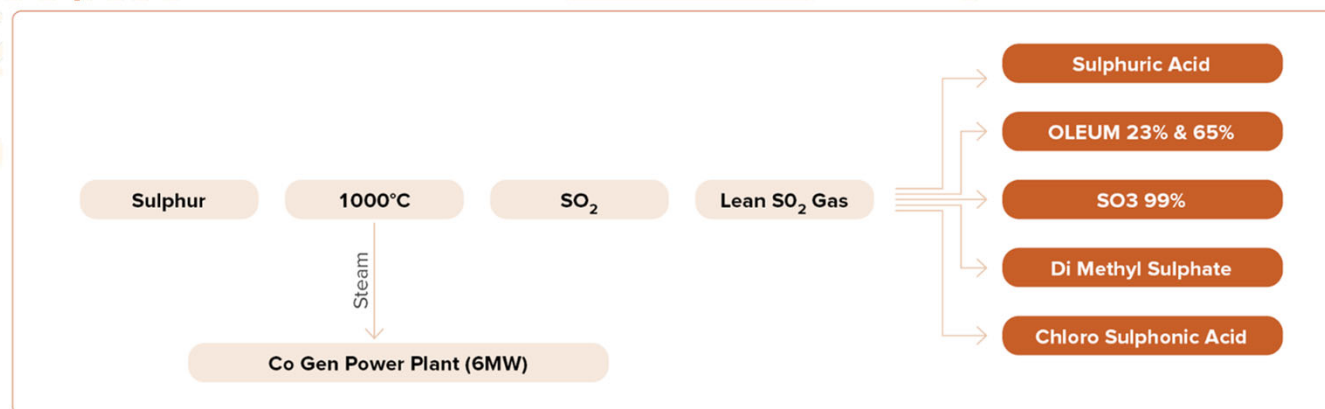 Sulphuric Acid
OLEUM 23% & 65%
Sulphur
1000°C
SO₂
Lean S0₂ Gas
SO3 99%
Steam
Di Methyl Sulphate
Chloro Sulphonic Acid
Co Gen Power Plant (6MW)